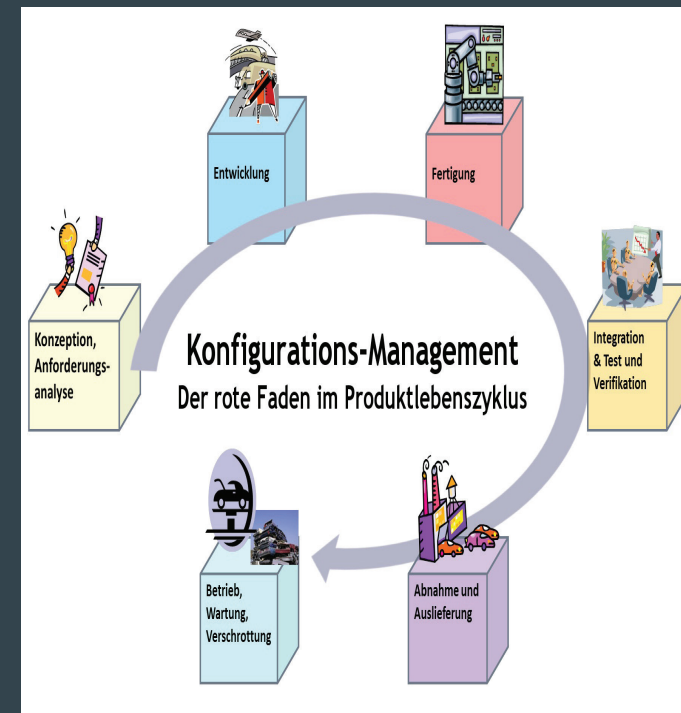 Entwicklung
Fertigung
Konzeption,
Anforderungs-
analyse
Integration
& Test und
Verifikation
Konfigurations-Management
Der rote Faden im Produktlebenszyklus
Betrieb,
Wartung,
Verschrottung
Abnahme und
Auslieferung